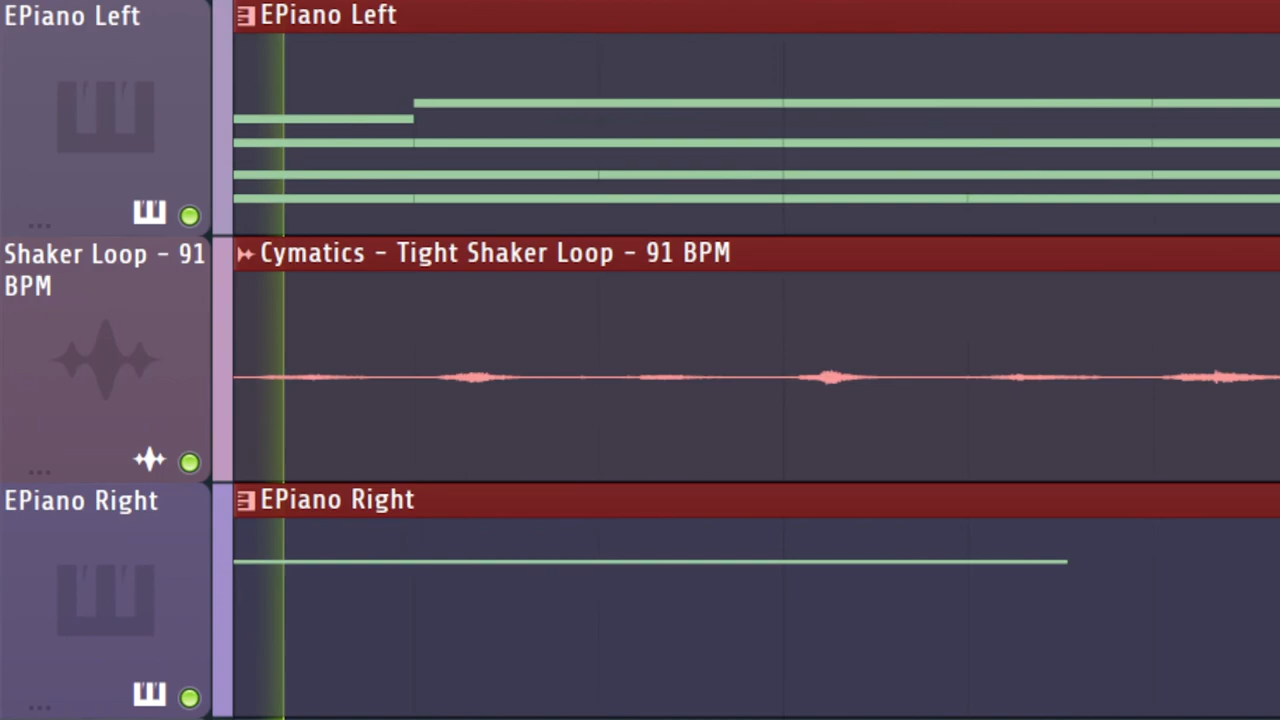 EPiano Left
EPiano Left
Shaker Loop - 91
BPM
Cymatics - Tight Shaker Loop - 91 BPM
EPiano Right
EPiano Right